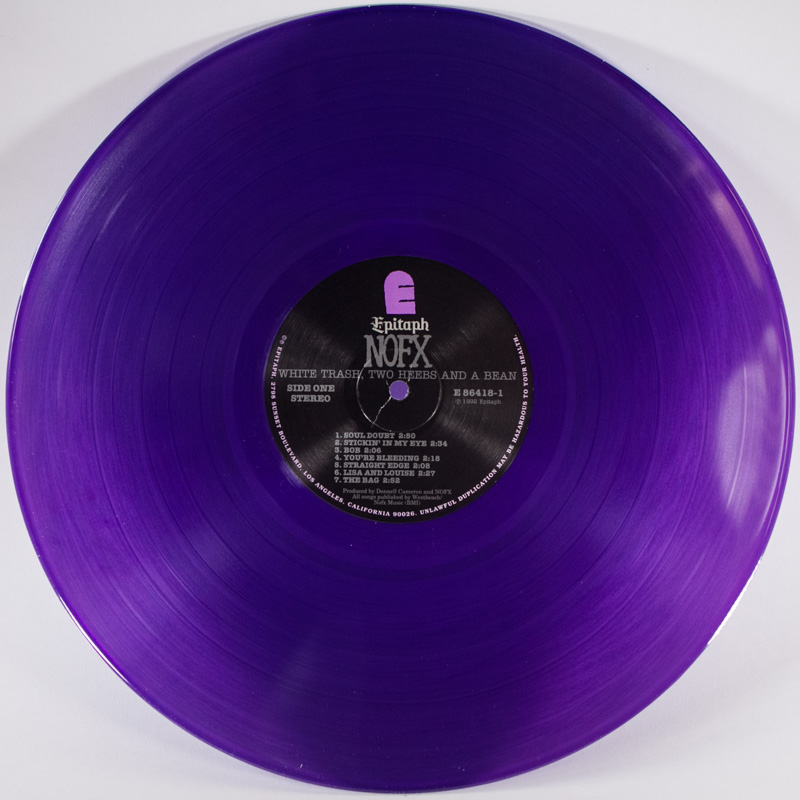 E
Epitaph
NOFX
WHITE TRASH, TWO HEEBS AND A BEAN
SIDE ONE
STEREO
E 86418-1
℗ 1992 Epitaph
1. SOUL DOUBT 2:50
2. STICKIN' IN MY EYE 2:34
3. BOB 2:06
4. YOU'RE BLEEDING 2:18
5. STRAIGHT EDGE 2:08
6. LISA AND LOUISE 2:27
7. THE BAG 2:52
Produced by Donnell Cameron and NOFX
All songs published by Westbeach/
Nofx Music (BMI)
EPITAPH. 2798 SUNSET BOULEVARD, LOS ANGELES, CALIFORNIA 90026. UNLAWFUL DUPLICATION MAY BE HAZARDOUS TO YOUR HEALTH.